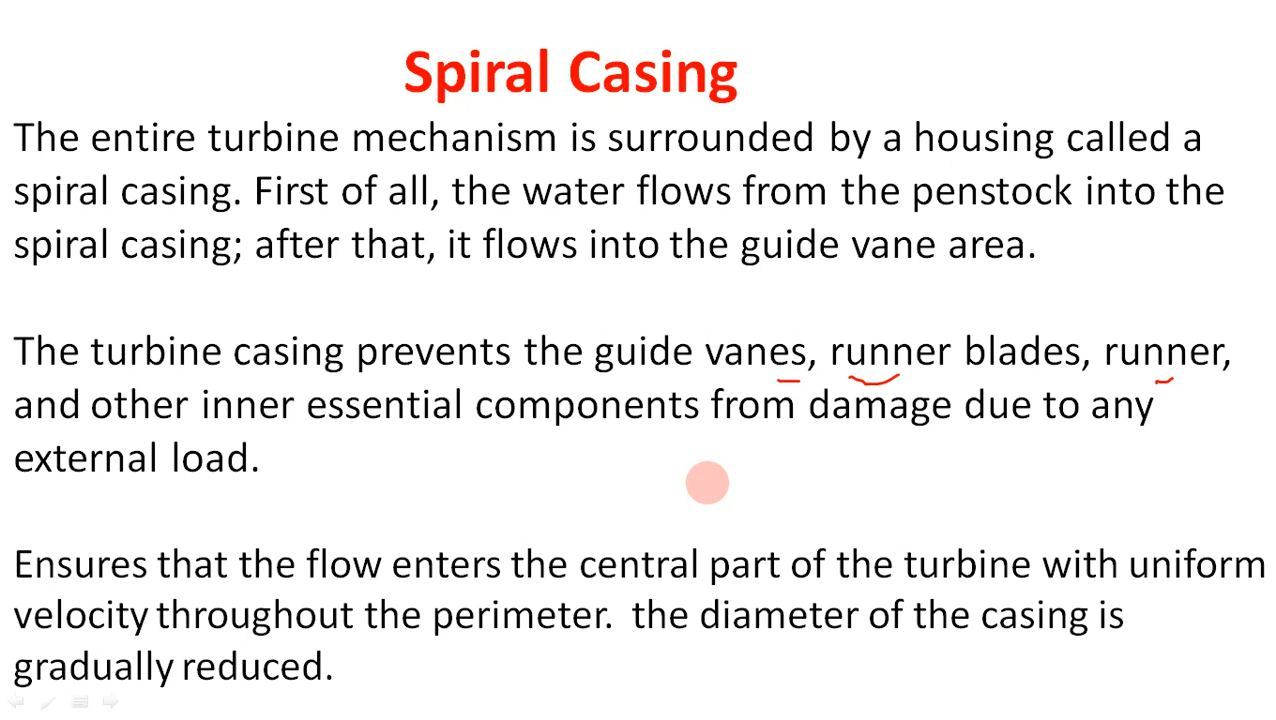 Spiral Casing
The entire turbine mechanism is surrounded by a housing called a
spiral casing. First of all, the water flows from the penstock into the
spiral casing; after that, it flows into the guide vane area.
The turbine casing prevents the guide vanes, runner blades, runner,
and other inner essential components from damage due to any
external load.
Ensures that the flow enters the central part of the turbine with uniform
velocity throughout the perimeter.  the diameter of the casing is
gradually reduced.